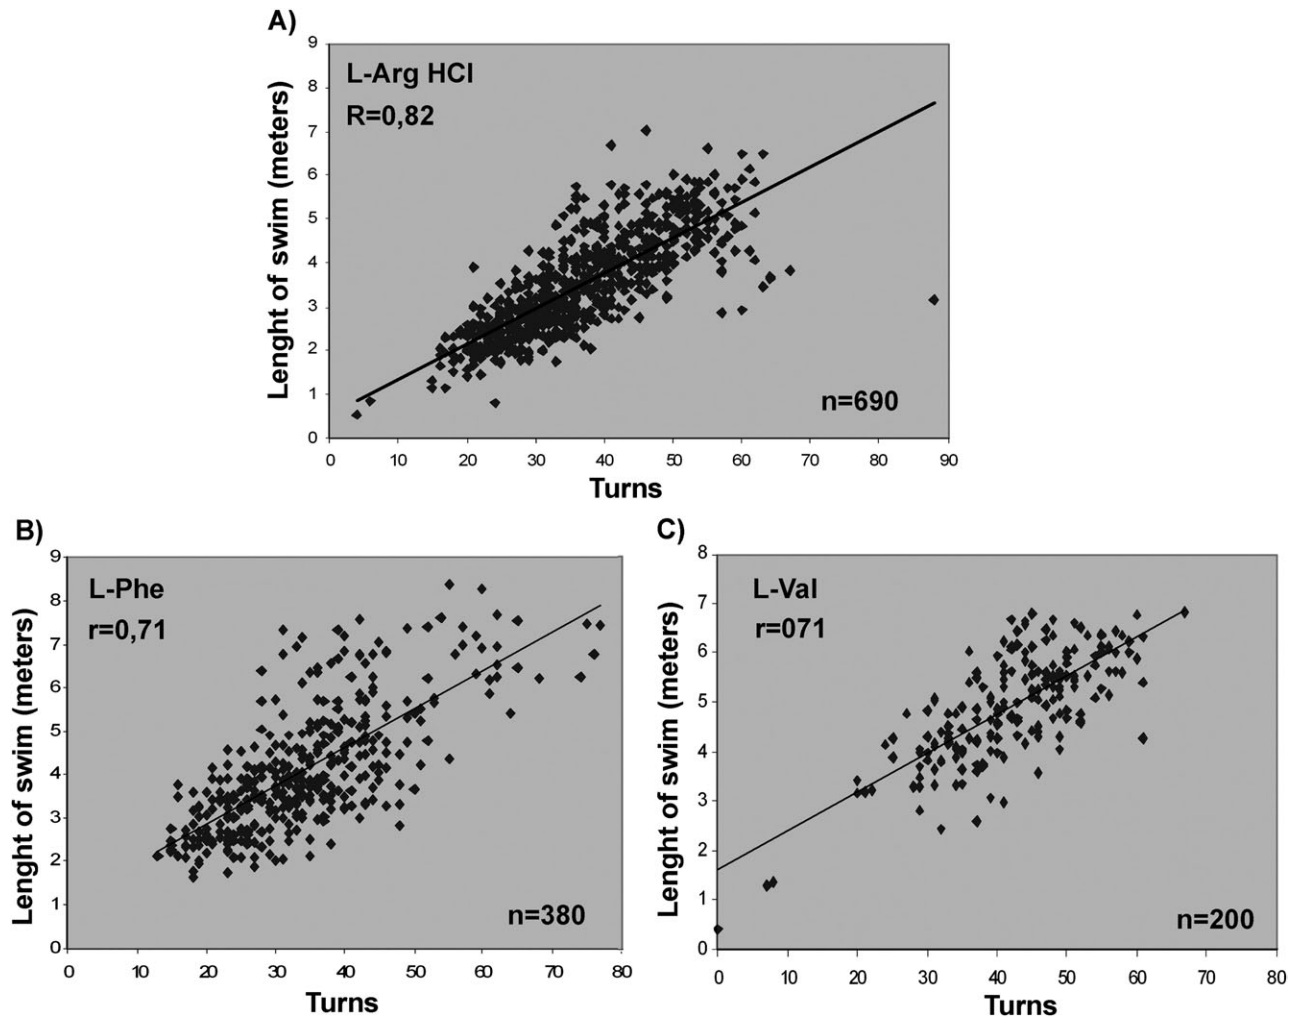 A)
9
8
7
6
5
4
3
2
1
0
Lenght of swim (meters)
L-Arg HCl
R=0,82
n=690
0 10 20 30 40 50 60 70 80 90
Turns
B)
9
8
7
6
5
4
3
2
1
0
Lenght of swim (meters)
L-Phe
r=0,71
n=380
0 10 20 30 40 50 60 70 80
Turns
C)
8
7
6
5
4
3
2
1
0
Lenght of swim (meters)
L-Val
r=071
n=200
0 10 20 30 40 50 60 70 80
Turns